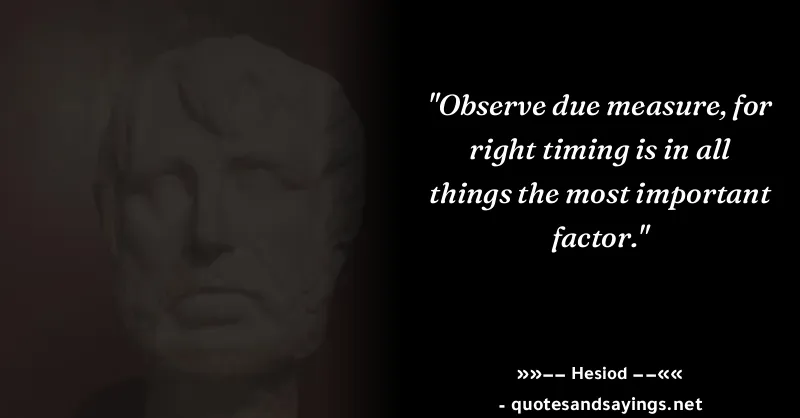 "Observe due measure, for
right timing is in all
things the most important
factor."
»»−− Hesiod −−««
- quotesandsayings.net